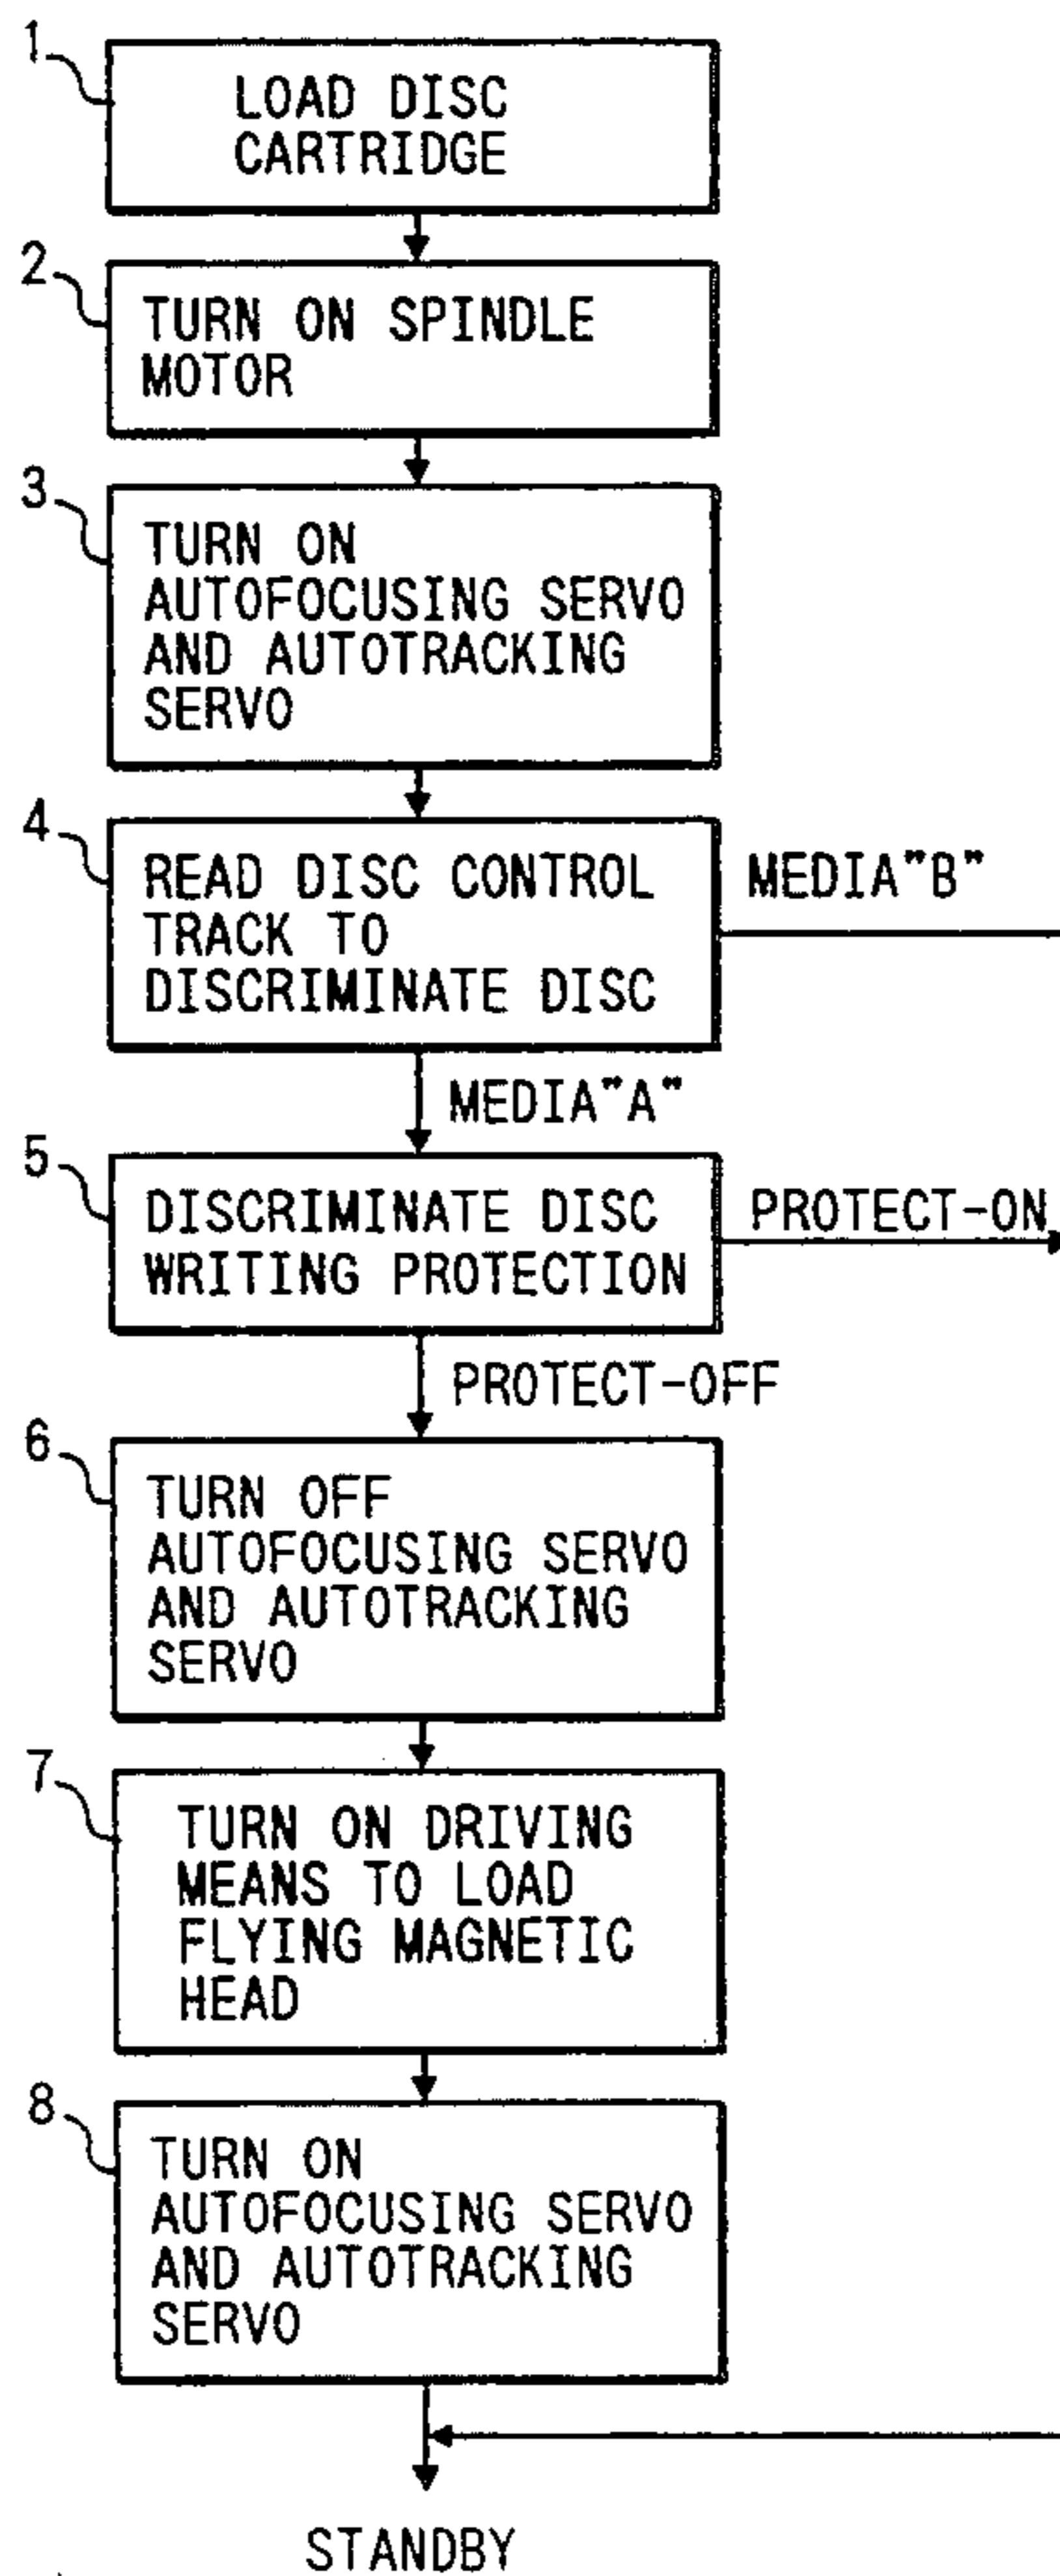 1
LOAD DISC
CARTRIDGE
2
TURN ON SPINDLE
MOTOR
3
TURN ON
AUTOFOCUSING SERVO
AND AUTOTRACKING
SERVO
4
READ DISC CONTROL
TRACK TO
DISCRIMINATE DISC
MEDIA"B"
MEDIA"A"
5
DISCRIMINATE DISC
WRITING PROTECTION
PROTECT-ON
PROTECT-OFF
6
TURN OFF
AUTOFOCUSING SERVO
AND AUTOTRACKING
SERVO
7
TURN ON DRIVING
MEANS TO LOAD
FLYING MAGNETIC
HEAD
8
TURN ON
AUTOFOCUSING SERVO
AND AUTOTRACKING
SERVO
STANDBY